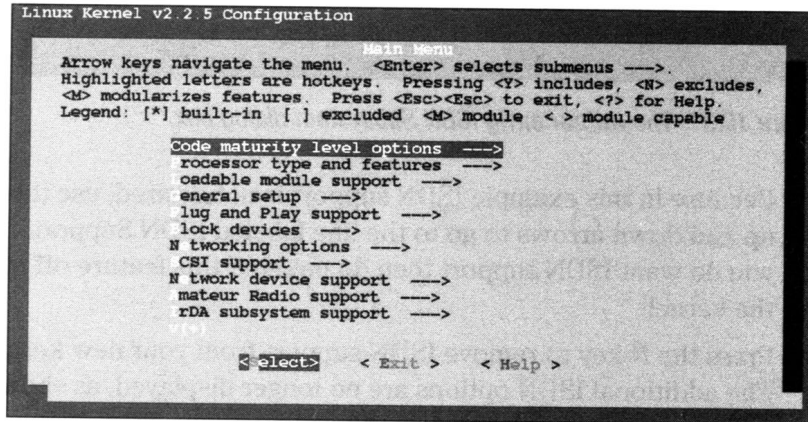 Linux Kernel v2.2.5 Configuration
Main Menu
Arrow keys navigate the menu. <Enter> selects submenus --->.
Highlighted letters are hotkeys. Pressing <Y> includes, <N> excludes,
<M> modularizes features. Press <Esc><Esc> to exit, <?> for Help.
Legend: [*] built-in [ ] excluded <M> module < > module capable
Code maturity level options --->
rocessor type and features --->
oadable module support --->
eneral setup --->
lug and Play support --->
lock devices --->
N tworking options --->
CSI support --->
N twork device support --->
mateur Radio support --->
rDA subsystem support --->
v(+)
<Select> < Exit > < Help >